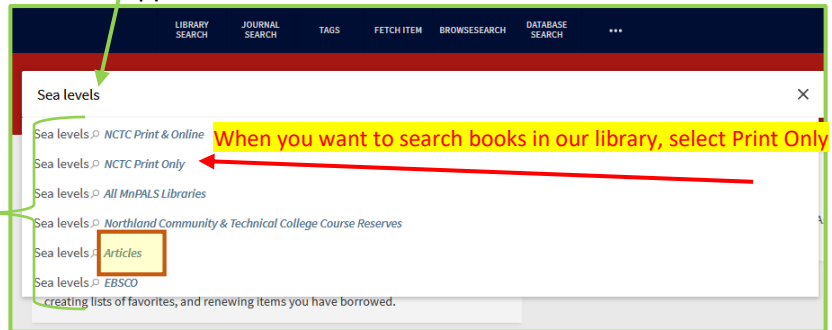 LIBRARY SEARCH JOURNAL SEARCH TAGS FETCH ITEM BROWSESEARCH DATABASE SEARCH •••
Sea levels ×
Sea levels NCTC Print & Online
When you want to search books in our library, select Print Only
Sea levels NCTC Print Only
Sea levels All MnPALS Libraries
Sea levels Northland Community & Technical College Course Reserves
Sea levels Articles
Sea levels EBSCO
creating lists of favorites, and renewing items you have borrowed.